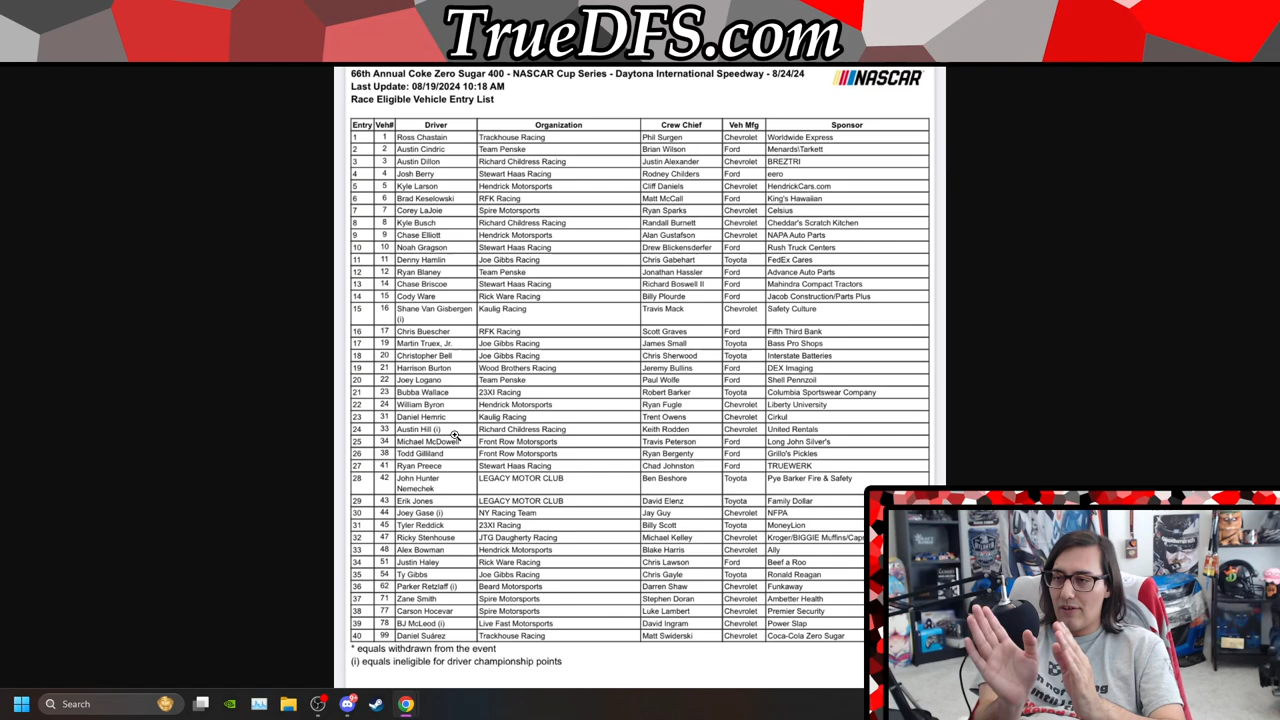 TrueDFS.com
66th Annual Coke Zero Sugar 400 - NASCAR Cup Series - Daytona International Speedway - 8/24/24
NASCAR
Last Update: 08/19/2024 10:18 AM
Race Eligible Vehicle Entry List
Entry Veh# Driver Organization Crew Chief Veh Mfg Sponsor
1 1 Ross Chastain Trackhouse Racing Phil Surgen Chevrolet Worldwide Express
2 2 Austin Cindric Team Penske Brian Wilson Ford Menards\Tarkett
3 3 Austin Dillon Richard Childress Racing Justin Alexander Chevrolet BREZTRI
4 4 Josh Berry Stewart Haas Racing Rodney Childers Ford eero
5 5 Kyle Larson Hendrick Motorsports Cliff Daniels Chevrolet HendrickCars.com
6 6 Brad Keselowski RFK Racing Matt McCall Ford King's Hawaiian
7 7 Corey LaJoie Spire Motorsports Ryan Sparks Chevrolet Celsius
8 8 Kyle Busch Richard Childress Racing Randall Burnett Chevrolet Cheddar's Scratch Kitchen
9 9 Chase Elliott Hendrick Motorsports Alan Gustafson Chevrolet NAPA Auto Parts
10 10 Noah Gragson Stewart Haas Racing Drew Blickensderfer Ford Rush Truck Centers
11 11 Denny Hamlin Joe Gibbs Racing Chris Gabehart Toyota FedEx Cares
12 12 Ryan Blaney Team Penske Jonathan Hassler Ford Advance Auto Parts
13 14 Chase Briscoe Stewart Haas Racing Richard Boswell II Ford Mahindra Compact Tractors
14 15 Cody Ware Rick Ware Racing Billy Plourde Ford Jacob Construction/Parts Plus
15 16 Shane Van Gisbergen Kaulig Racing Travis Mack Chevrolet Safety Culture
(i)
16 17 Chris Buescher RFK Racing Scott Graves Ford Fifth Third Bank
17 19 Martin Truex, Jr. Joe Gibbs Racing James Small Toyota Bass Pro Shops
18 20 Christopher Bell Joe Gibbs Racing Chris Sherwood Toyota Interstate Batteries
19 21 Harrison Burton Wood Brothers Racing Jeremy Bullins Ford DEX Imaging
20 22 Joey Logano Team Penske Paul Wolfe Ford Shell Pennzoil
21 23 Bubba Wallace 23XI Racing Robert Barker Toyota Columbia Sportswear Company
22 24 William Byron Hendrick Motorsports Ryan Fugle Chevrolet Liberty University
23 31 Daniel Hemric Kaulig Racing Trent Owens Chevrolet Cirkul
24 33 Austin Hill (i) Richard Childress Racing Keith Rodden Chevrolet United Rentals
25 34 Michael McDowell Front Row Motorsports Travis Peterson Ford Long John Silver's
26 38 Todd Gilliland Front Row Motorsports Ryan Bergenty Ford Grillo's Pickles
27 41 Ryan Preece Stewart Haas Racing Chad Johnston Ford TRUEWERK
28 42 John Hunter LEGACY MOTOR CLUB Ben Beshore Toyota Pye Barker Fire & Safety
Nemechek
29 43 Erik Jones LEGACY MOTOR CLUB David Elenz Toyota Family Dollar
30 44 Joey Gase (i) NY Racing Team Jay Guy Chevrolet NFPA
31 45 Tyler Reddick 23XI Racing Billy Scott Toyota MoneyLion
32 47 Ricky Stenhouse JTG Daugherty Racing Michael Kelley Chevrolet Kroger/BIGGIE Muffins/Cap
33 48 Alex Bowman Hendrick Motorsports Blake Harris Chevrolet Ally
34 51 Justin Haley Rick Ware Racing Chris Lawson Ford Beef a Roo
35 54 Ty Gibbs Joe Gibbs Racing Chris Gayle Toyota Ronald Reagan
36 62 Parker Retzlaff (i) Beard Motorsports Darren Shaw Chevrolet Funkaway
37 71 Zane Smith Spire Motorsports Stephen Doran Chevrolet Ambetter Health
38 77 Carson Hocevar Spire Motorsports Luke Lambert Chevrolet Premier Security
39 78 BJ McLeod (i) Live Fast Motorsports David Ingram Chevrolet Power Slap
40 99 Daniel Suárez Trackhouse Racing Matt Swiderski Chevrolet Coca-Cola Zero Sugar
* equals withdrawn from the event
(i) equals ineligible for driver championship points
Search